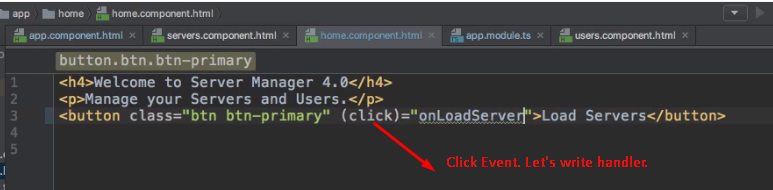 app home home.component.html
app.component.html servers.component.html home.component.html app.module.ts users.component.html
button.btn.btn-primary
1 <h4>Welcome to Server Manager 4.0</h4>
2 <p>Manage your Servers and Users.</p>
3 <button class="btn btn-primary" (click)="onLoadServer">Load Servers</button>
4
5
Click Event. Let's write handler.